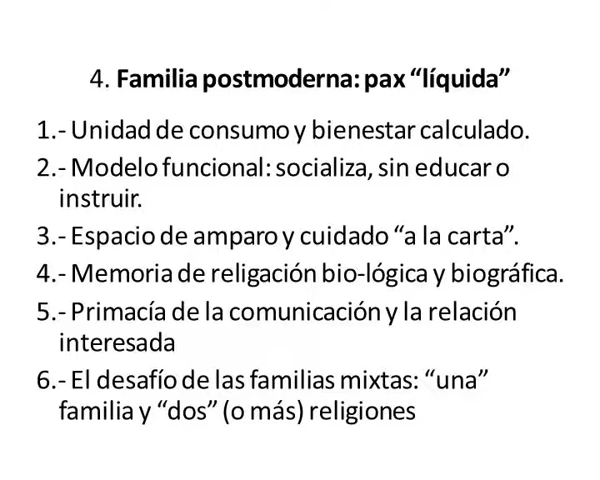 4. Familia postmoderna: pax “líquida”
1.- Unidad de consumo y bienestar calculado.
2.- Modelo funcional: socializa, sin educar o
instruir.
3.- Espacio de amparo y cuidado “a la carta”.
4.- Memoria de religación bio-lógica y biográfica.
5.- Primacía de la comunicación y la relación
interesada
6.- El desafío de las familias mixtas: “una”
familia y “dos” (o más) religiones